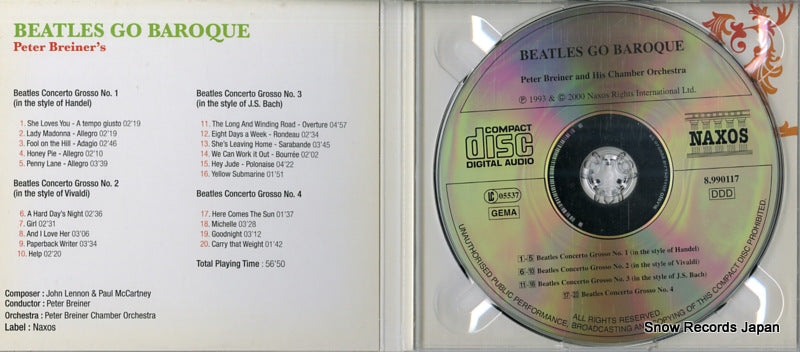 BEATLES GO BAROQUE
Peter Breiner's
Beatles Concerto Grosso No. 1
(in the style of Handel)
1. She Loves You - A tempo giusto 02'19
2. Lady Madonna - Allegro 02'19
3. Fool on the Hill - Adagio 02'46
4. Honey Pie - Allegro 02'10
5. Penny Lane - Allegro 03'39
Beatles Concerto Grosso No. 2
(in the style of Vivaldi)
6. A Hard Day's Night 02'36
7. Girl 02'31
8. And I Love Her 03'06
9. Paperback Writer 03'34
10. Help 02'20
Beatles Concerto Grosso No. 3
(in the style of J.S. Bach)
11. The Long And Winding Road - Overture 04'57
12. Eight Days a Week - Rondeau 02'34
13. She's Leaving Home - Sarabande 03'45
14. We Can Work it Out - Bourrée 02'02
15. Hey Jude - Polonaise 04'22
16. Yellow Submarine 01'51
Beatles Concerto Grosso No. 4
17. Here Comes The Sun 01'37
18. Michelle 03'28
19. Goodnight 03'12
20. Carry that Weight 01'42
Total Playing Time : 56'50
Composer : John Lennon & Paul McCartney
Conductor : Peter Breiner
Orchestra : Peter Breiner Chamber Orchestra
Label : Naxos
BEATLES GO BAROQUE
Peter Breiner and His Chamber Orchestra
℗ 1993 & © 2000 Naxos Rights International Ltd.
COMPACT
disc
DIGITAL AUDIO
NAXOS
LC 05537
GEMA
8.990117
DDD
1-5 Beatles Concerto Grosso No. 1 (in the style of Handel)
6-10 Beatles Concerto Grosso No. 2 (in the style of Vivaldi)
11-16 Beatles Concerto Grosso No. 3 (in the style of J.S. Bach)
17-20 Beatles Concerto Grosso No. 4
ALL RIGHTS RESERVED.
UNAUTHORISED PUBLIC PERFORMANCE, BROADCASTING AND COPYING OF THIS COMPACT DISC PROHIBITED.
Snow Records Japan